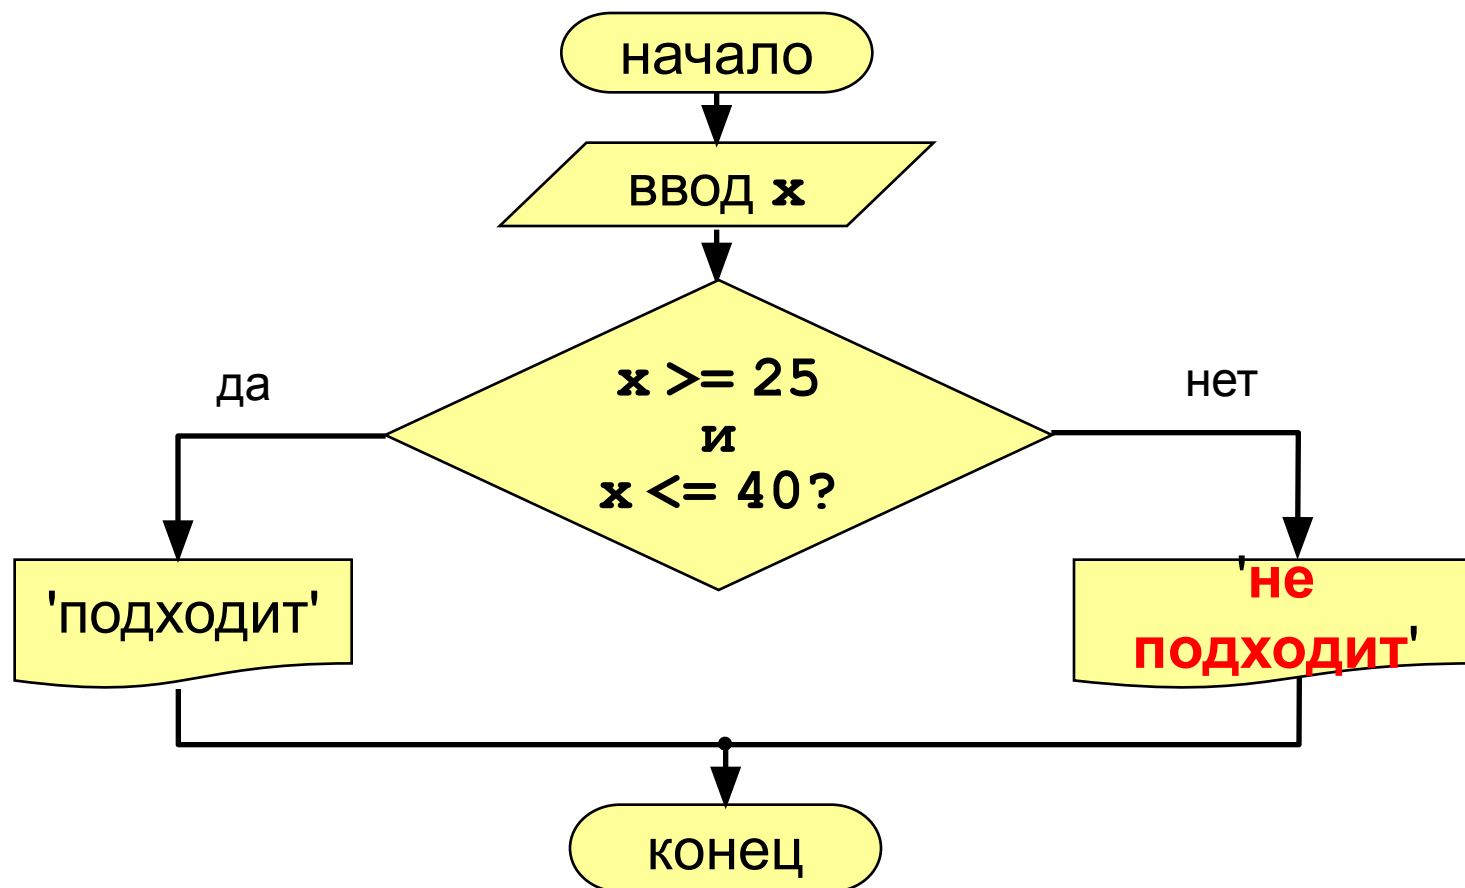 начало
ввод x
x >= 25
и
x <= 40?
да
нет
'подходит'
'не
подходит'
конец